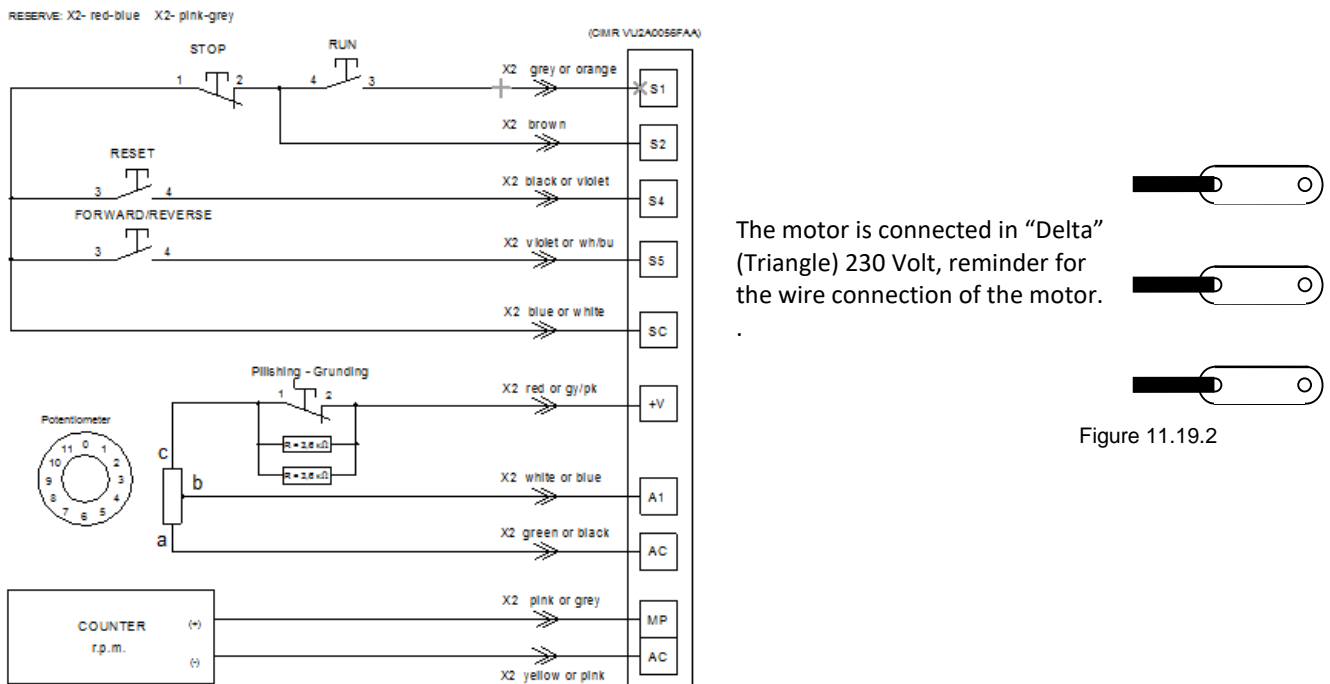 RESERVE: X2- red-blue X2- pink-grey
(CIMR VU2A0056FAA)
STOP
RUN
1 2 4 3
X2 grey or orange
S1
X2 brown
S2
RESET
3 4
X2 black or violet
S4
FORWARD/REVERSE
3 4
X2 violet or wh/bu
S5
X2 blue or white
SC
The motor is connected in “Delta”
(Triangle) 230 Volt, reminder for
the wire connection of the motor.
.
Figure 11.19.2
Pilishing - Grunding
1 2
X2 red or gy/pk
+V
R = 3,6 kΩ
R = 3,6 kΩ
Potentiometer
0 1 2 3 4 5 6 7 8 9 10 11
c
b
a
X2 white or blue
A1
X2 green or black
AC
COUNTER
r.p.m.
(+)
(-)
X2 pink or grey
MP
AC
X2 yellow or pink